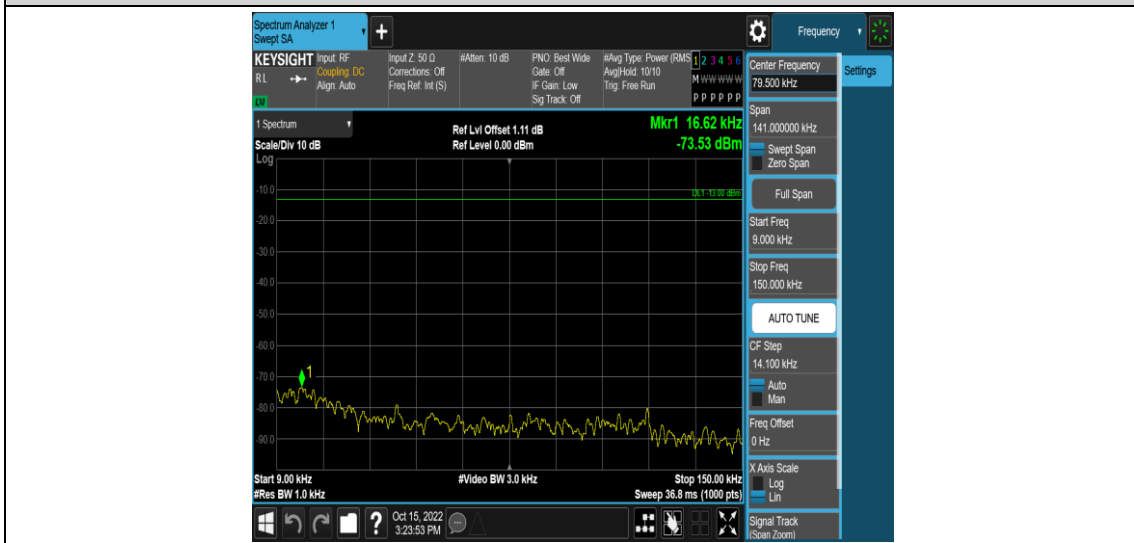 Spectrum Analyzer 1
Swept SA
+
Frequency
KEYSIGHT
RL
LXI
Input: RF
Coupling: DC
Align: Auto
Input Z: 50 Ω
Corrections: Off
Freq Ref: Int (S)
#Atten: 10 dB
PNO: Best Wide
Gate: Off
IF Gain: Low
Sig Track: Off
#Avg Type: Power (RMS
Avg|Hold: 10/10
Trig: Free Run
1 2 3 4 5 6
M W W W W W
P P P P P P
1 Spectrum
Scale/Div 10 dB
Log
Ref Lvl Offset 1.11 dB
Ref Level 0.00 dBm
Mkr1 16.62 kHz
-73.53 dBm
DL1 -13.00 dBm
-10.0
-20.0
-30.0
-40.0
-50.0
-60.0
-70.0
-80.0
-90.0
1
Start 9.00 kHz
#Res BW 1.0 kHz
#Video BW 3.0 kHz
Stop 150.00 kHz
Sweep 36.8 ms (1000 pts)
Center Frequency
79.500 kHz
Settings
Span
141.000000 kHz
Swept Span
Zero Span
Full Span
Start Freq
9.000 kHz
Stop Freq
150.000 kHz
AUTO TUNE
CF Step
14.100 kHz
Auto
Man
Freq Offset
0 Hz
X Axis Scale
Log
Lin
Signal Track
(Span Zoom)
?
Oct 15, 2022
3:23:53 PM